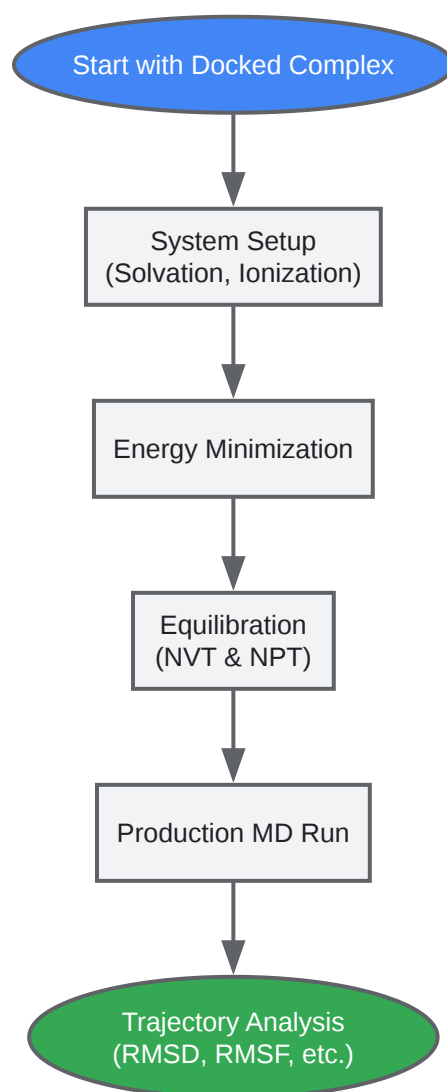 Start with Docked Complex
System Setup
(Solvation, Ionization)
Energy Minimization
Equilibration
(NVT & NPT)
Production MD Run
Trajectory Analysis
(RMSD, RMSF, etc.)